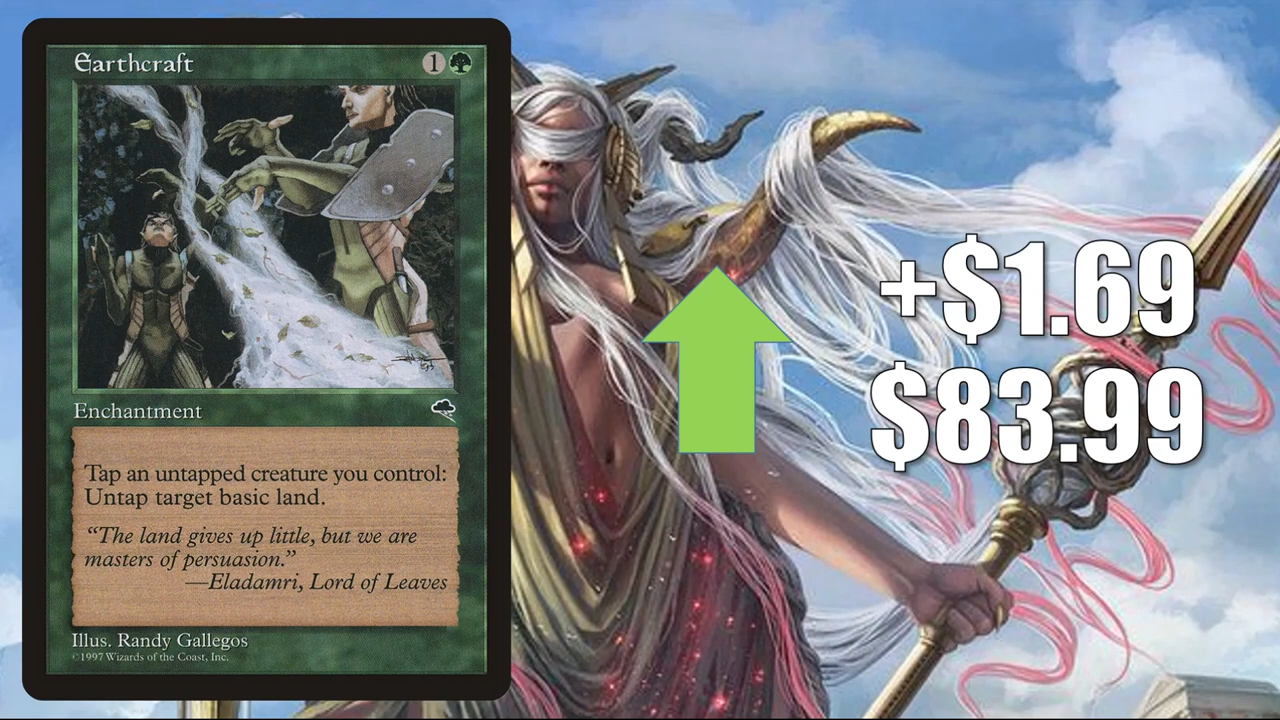 Earthcraft
1
Enchantment
Tap an untapped creature you control:
Untap target basic land.
“The land gives up little, but we are
masters of persuasion.”
—Eladamri, Lord of Leaves
Illus. Randy Gallegos
©1997 Wizards of the Coast, Inc.
+$1.69
$83.99